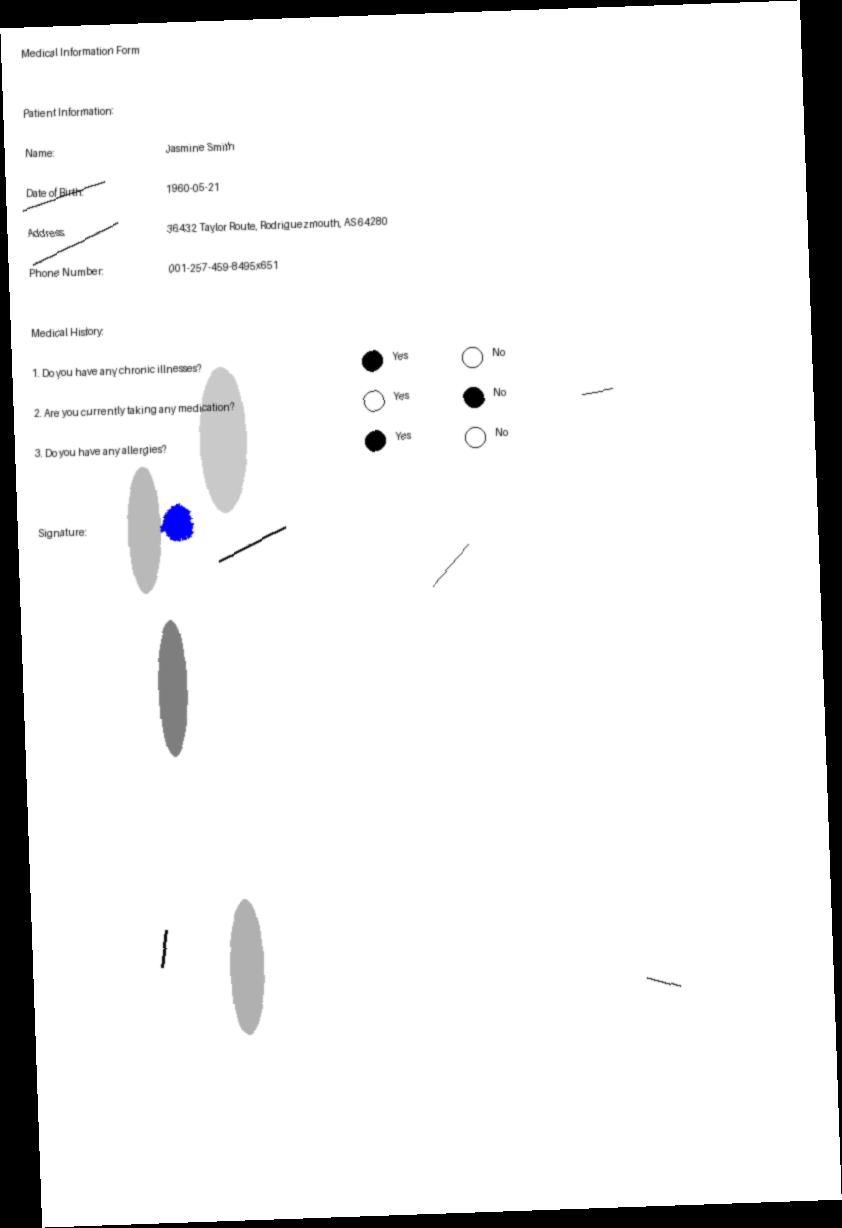 Medical Information Form
Patient Information:
Name: Jasmine Smith
Date of Birth: 1960-05-21
Address: 36432 Taylor Route, Rodriguezmouth, AS 64280
Phone Number: 001-257-459-8495x651
Medical History:
1. Do you have any chronic illnesses? Yes No
2. Are you currently taking any medication? Yes No
3. Do you have any allergies? Yes No
Signature: